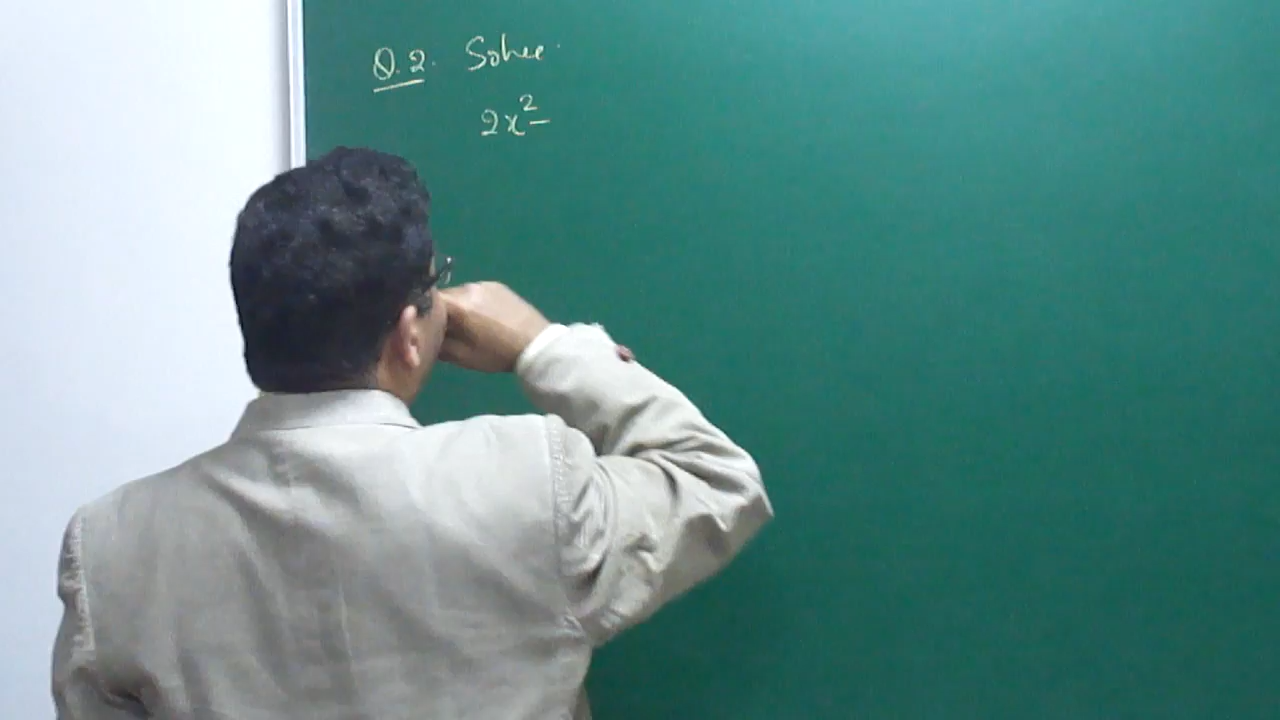 Q.2. Solve
2x² –